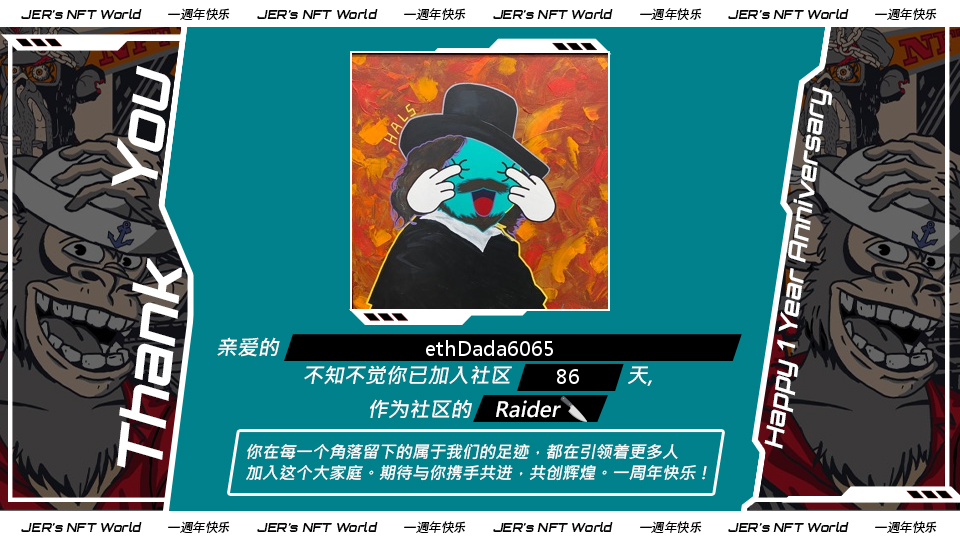 JER's NFT World 一週年快乐 JER's NFT World 一週年快乐 JER's NFT World 一週年快乐 JER's NFT World 一週年快乐
Thank You
HALS
亲爱的 ethDada6065
不知不觉你已加入社区 86 天,
作为社区的 Raider🔪
你在每一个角落留下的属于我们的足迹，都在引领着更多人
加入这个大家庭。期待与你携手共进，共创辉煌。一周年快乐！
Happy 1 Year Anniversary
JER's NFT World 一週年快乐 JER's NFT World 一週年快乐 JER's NFT World 一週年快乐 JER's NFT World 一週年快乐